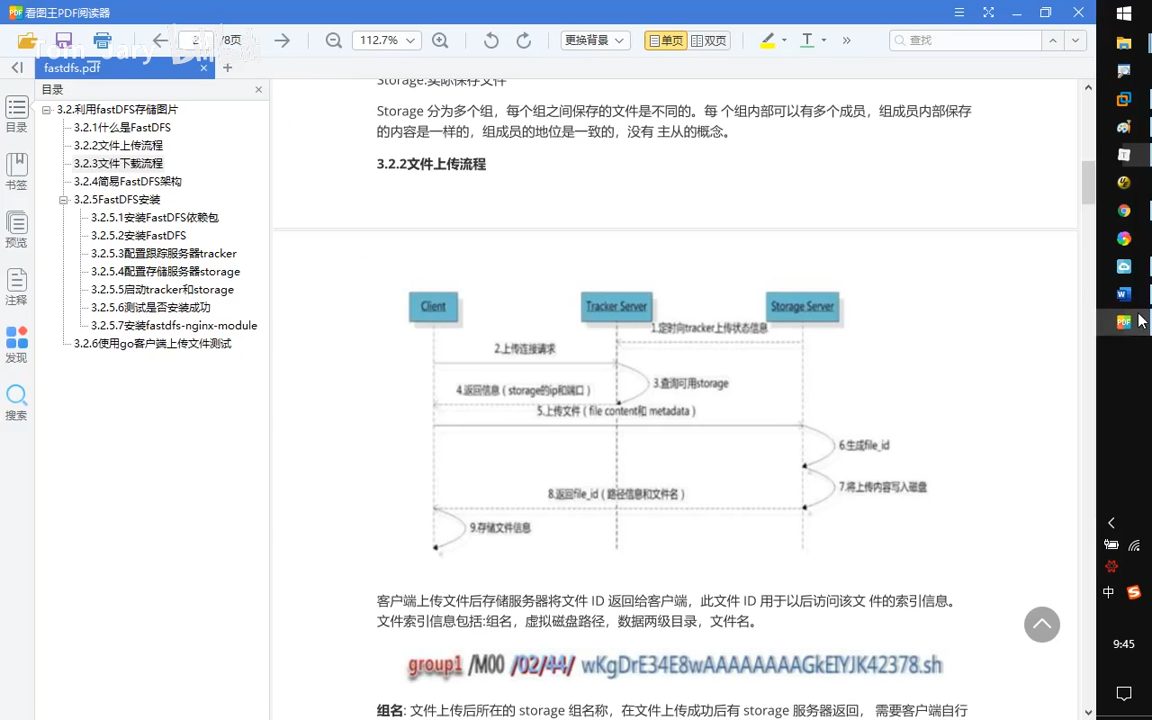 看图王PDF阅读器
Tom_Jary
2 /8页
112.7%
更换背景
单页
双页
查找
fastdfs.pdf
目录
目录
书签
预览
注释
发现
搜索
3.2.利用fastDFS存储图片
3.2.1什么是FastDFS
3.2.2文件上传流程
3.2.3文件下载流程
3.2.4简易FastDFS架构
3.2.5FastDFS安装
3.2.5.1安装FastDFS依赖包
3.2.5.2安装FastDFS
3.2.5.3配置跟踪服务器tracker
3.2.5.4配置存储服务器storage
3.2.5.5启动tracker和storage
3.2.5.6测试是否安装成功
3.2.5.7安装fastdfs-nginx-module
3.2.6使用go客户端上传文件测试
Storage:实际保存文件
Storage 分为多个组，每个组之间保存的文件是不同的。每 个组内部可以有多个成员，组成员内部保存
的内容是一样的，组成员的地位是一致的，没有 主从的概念。
3.2.2文件上传流程
Client
Tracker Server
Storage Server
1.定时向tracker上传状态信息
2.上传连接请求
3.查询可用storage
4.返回信息（storage的ip和端口）
5.上传文件（file content和 metadata）
6.生成file_id
7.将上传内容写入磁盘
8.返回file_id（路径信息和文件名）
9.存储文件信息
客户端上传文件后存储服务器将文件 ID 返回给客户端，此文件 ID 用于以后访问该文 件的索引信息。
文件索引信息包括:组名，虚拟磁盘路径，数据两级目录，文件名。
group1 /M00 /02/44/ wKgDrE34E8wAAAAAAAAGkEIYJK42378.sh
组名: 文件上传后所在的 storage 组名称，在文件上传成功后有 storage 服务器返回， 需要客户端自行
中
9:45